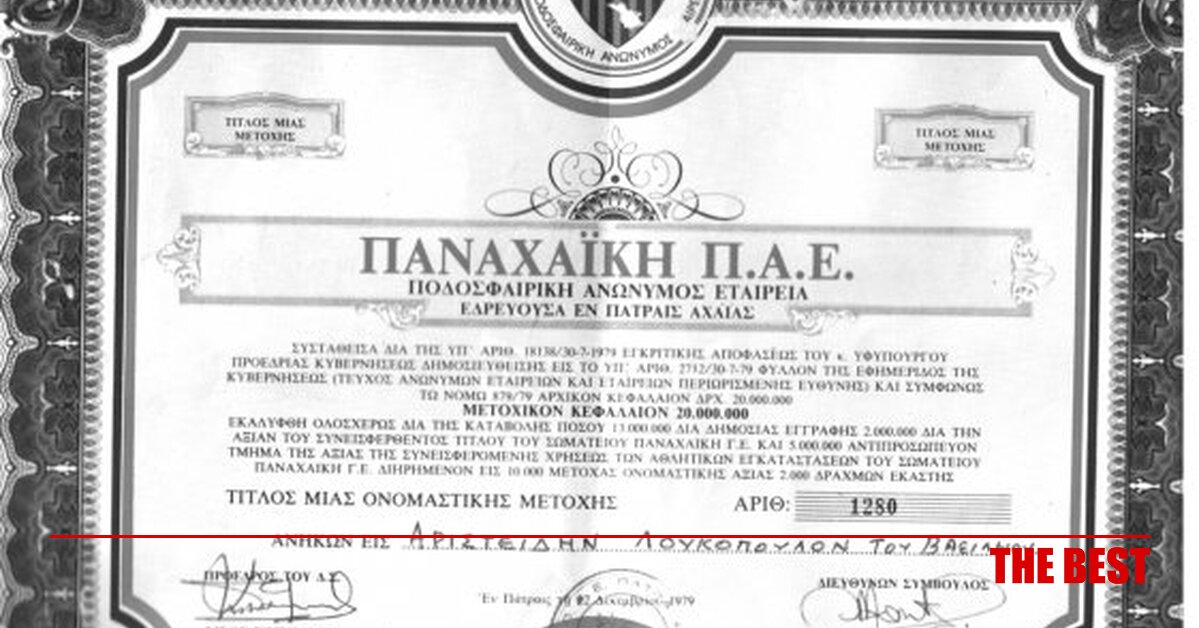 ΠΟΔΟΣΦΑΙΡΙΚΗ ΑΝΩΝΥΜΟΣ
ΤΙΤΛΟΣ ΜΙΑΣ
ΜΕΤΟΧΗΣ
ΤΙΤΛΟΣ ΜΙΑΣ
ΜΕΤΟΧΗΣ
ΠΑΝΑΧΑΪΚΗ Π.Α.Ε.
ΠΟΔΟΣΦΑΙΡΙΚΗ ΑΝΩΝΥΜΟΣ ΕΤΑΙΡΕΙΑ
ΕΔΡΕΥΟΥΣΑ ΕΝ ΠΑΤΡΑΙΣ ΑΧΑΪΑΣ
ΣΥΣΤΑΘΕΙΣΑ ΔΙΑ ΤΗΣ ΥΠ' ΑΡΙΘ. 18138/30-7-1979 ΕΓΚΡΙΤΙΚΗΣ ΑΠΟΦΑΣΕΩΣ ΤΟΥ κ. ΥΦΥΠΟΥΡΓΟΥ
ΠΡΟΕΔΡΙΑΣ ΚΥΒΕΡΝΗΣΕΩΣ ΔΗΜΟΣΙΕΥΘΕΙΣΗΣ ΕΙΣ ΤΟ ΥΠ' ΑΡΙΘ. 2712/30-7-79 ΦΥΛΛΟΝ ΤΗΣ ΕΦΗΜΕΡΙΔΟΣ ΤΗΣ
ΚΥΒΕΡΝΗΣΕΩΣ (ΤΕΥΧΟΣ ΑΝΩΝΥΜΩΝ ΕΤΑΙΡΕΙΩΝ ΚΑΙ ΕΤΑΙΡΕΙΩΝ ΠΕΡΙΩΡΙΣΜΕΝΗΣ ΕΥΘΥΝΗΣ) ΚΑΙ ΣΥΜΦΩΝΩΣ
ΤΩ ΝΟΜΩ 879/79 ΑΡΧΙΚΟΝ ΚΕΦΑΛΑΙΟΝ ΔΡΧ. 20.000.000
ΜΕΤΟΧΙΚΟΝ ΚΕΦΑΛΑΙΟΝ 20.000.000
ΕΚΑΛΥΦΘΗ ΟΛΟΣΧΕΡΩΣ ΔΙΑ ΤΗΣ ΚΑΤΑΒΟΛΗΣ ΠΟΣΟΥ 13.000.000 ΔΙΑ ΔΗΜΟΣΙΑΣ ΕΓΓΡΑΦΗΣ 2.000.000 ΔΙΑ ΤΗΝ
ΑΞΙΑΝ ΤΟΥ ΣΥΝΕΙΣΦΕΡΘΕΝΤΟΣ ΤΙΤΛΟΥ ΤΟΥ ΣΩΜΑΤΕΙΟΥ ΠΑΝΑΧΑΪΚΗ Γ.Ε. ΚΑΙ 5.000.000 ΑΝΤΙΠΡΟΣΩΠΕΥΟΝ
ΤΜΗΜΑ ΤΗΣ ΑΞΙΑΣ ΤΗΣ ΣΥΝΕΙΣΦΕΡΟΜΕΝΗΣ ΧΡΗΣΕΩΣ ΤΩΝ ΑΘΛΗΤΙΚΩΝ ΕΓΚΑΤΑΣΤΑΣΕΩΝ ΤΟΥ ΣΩΜΑΤΕΙΟΥ
ΠΑΝΑΧΑΪΚΗ Γ.Ε. ΔΙΗΡΗΜΕΝΟΝ ΕΙΣ 10.000 ΜΕΤΟΧΑΣ ΟΝΟΜΑΣΤΙΚΗΣ ΑΞΙΑΣ 2.000 ΔΡΑΧΜΩΝ ΕΚΑΣΤΗΣ
ΤΙΤΛΟΣ ΜΙΑΣ ΟΝΟΜΑΣΤΙΚΗΣ ΜΕΤΟΧΗΣ ΑΡΙΘ: 1280
ΑΝΗΚΩΝ ΕΙΣ ΑΡΙΣΤΕΙΔΗΝ ΛΟΥΚΟΠΟΥΛΟΝ ΤΟΥ
THE BEST
ΠΡΟΕΔΡΟΣ ΤΟΥ Δ.Σ. ΔΙΕΥΘΥΝΩΝ ΣΥΜΒΟΥΛΟΣ
Ἐν Πάτραις τῇ Δεκεμβρίου 1979